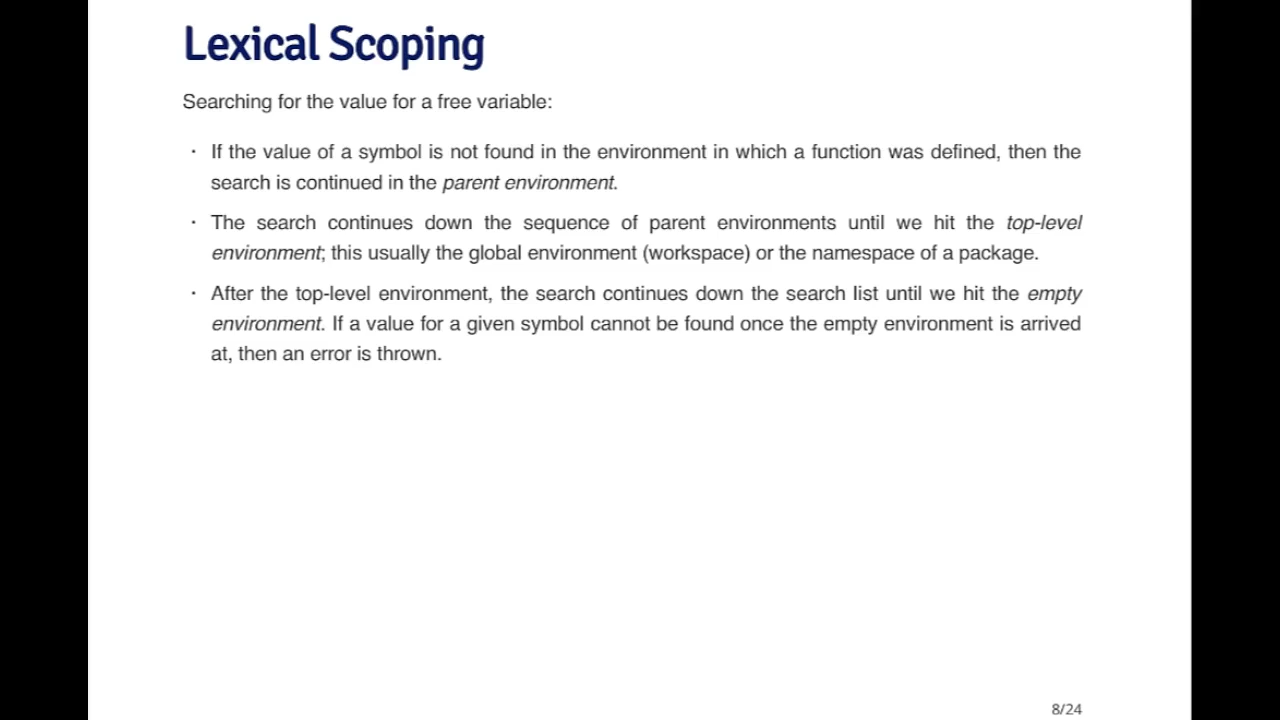 Lexical Scoping
Searching for the value for a free variable:
· If the value of a symbol is not found in the environment in which a function was defined, then the
search is continued in the parent environment.
· The search continues down the sequence of parent environments until we hit the top-level
environment; this usually the global environment (workspace) or the namespace of a package.
· After the top-level environment, the search continues down the search list until we hit the empty
environment. If a value for a given symbol cannot be found once the empty environment is arrived
at, then an error is thrown.
8/24